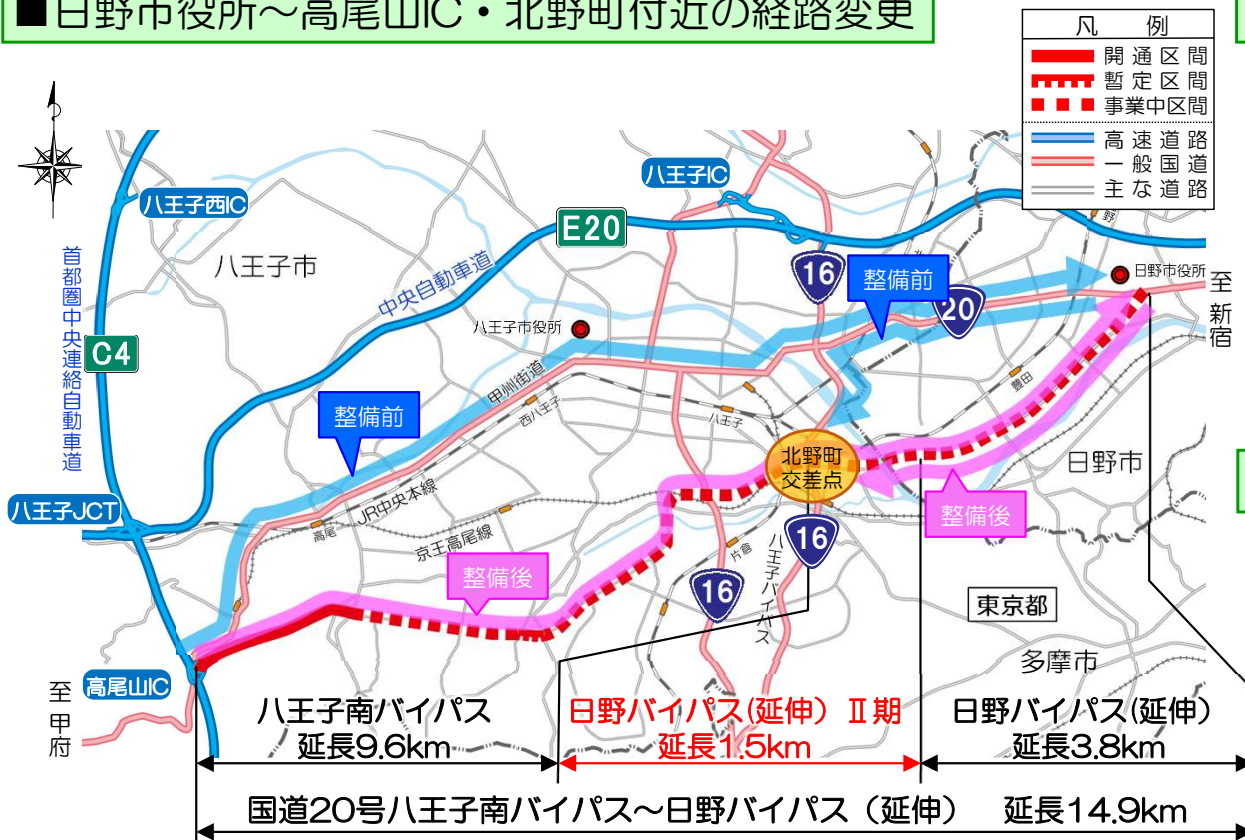 ■日野市役所～高尾山IC・北野町付近の経路変更
凡 例
開通区間
暫定区間
事業中区間
高速道路
一般国道
主な道路
八王子IC
八王子西IC
E20
八王子市
首都圏中央連絡自動車道
中央自動車道
16
整備前
20
日野市役所
至新宿
八王子市役所
C4
甲州街道
西八王子
整備前
八王子
豊田
北野町
交差点
日野市
八王子JCT
高尾
JR中央本線
京王高尾線
整備後
整備後
片倉
八王子バイパス
16
16
東京都
多摩市
高尾山IC
至甲府
八王子南バイパス
延長9.6km
日野バイパス(延伸) Ⅱ期
延長1.5km
日野バイパス(延伸)
延長3.8km
国道20号八王子南バイパス～日野バイパス（延伸） 延長14.9km